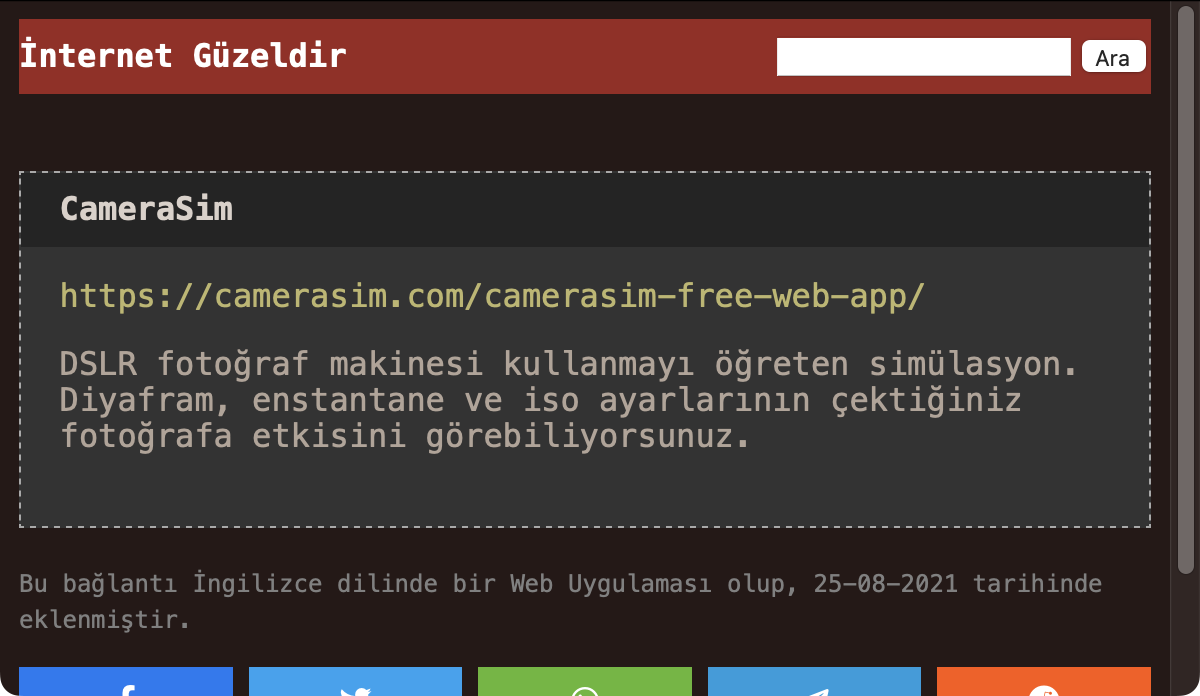 İnternet Güzeldir
Ara
CameraSim
https://camerasim.com/camerasim-free-web-app/
DSLR fotoğraf makinesi kullanmayı öğreten simülasyon.
Diyafram, enstantane ve iso ayarlarının çektiğiniz
fotoğrafa etkisini görebiliyorsunuz.
Bu bağlantı İngilizce dilinde bir Web Uygulaması olup, 25-08-2021 tarihinde
eklenmiştir.